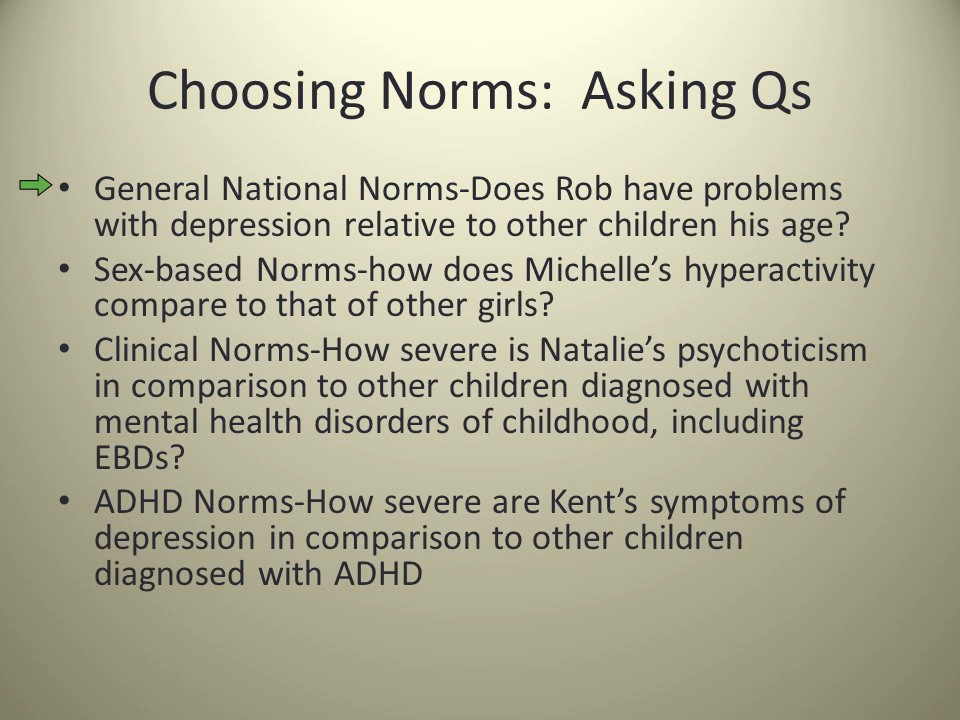 Choosing Norms:  Asking Qs
• General National Norms-Does Rob have problems
with depression relative to other children his age?
• Sex-based Norms-how does Michelle’s hyperactivity
compare to that of other girls?
• Clinical Norms-How severe is Natalie’s psychoticism
in comparison to other children diagnosed with
mental health disorders of childhood, including
EBDs?
• ADHD Norms-How severe are Kent’s symptoms of
depression in comparison to other children
diagnosed with ADHD